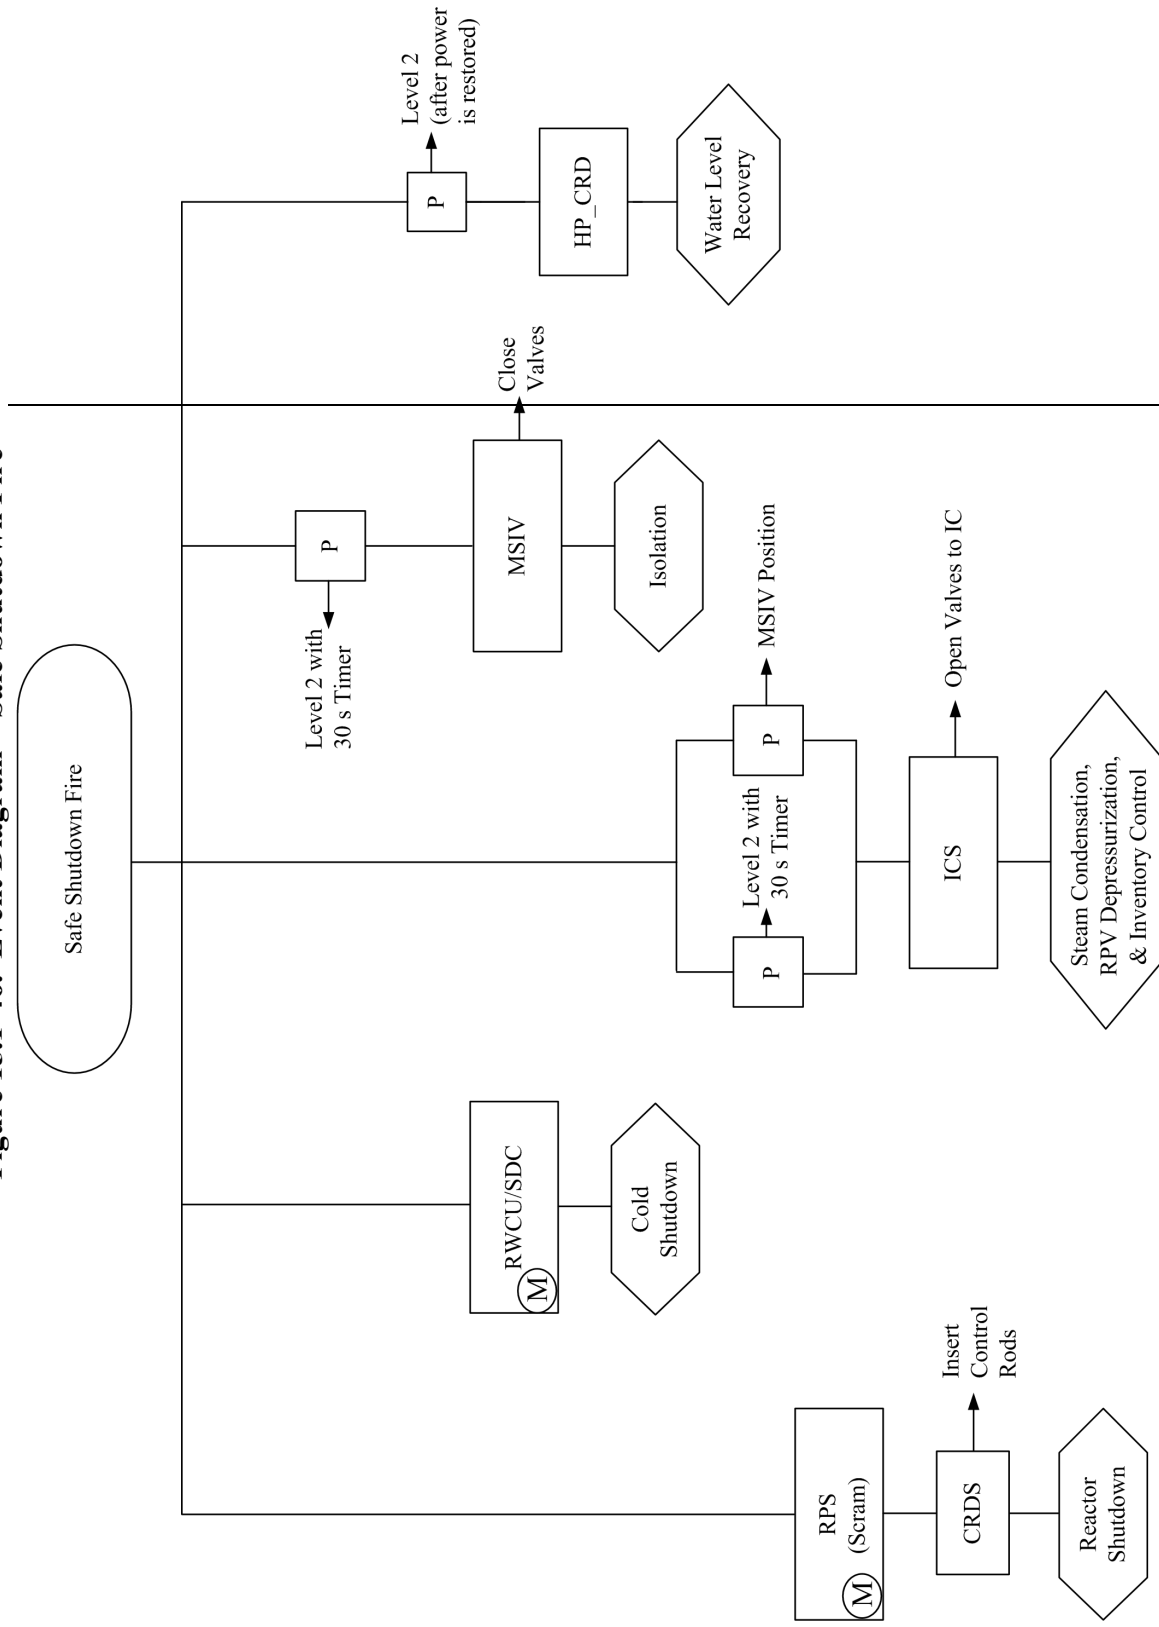 Safe Shutdown Fire
RPS
(Scram)
M
CRDS
Insert
Control
Rods
Reactor
Shutdown
RWCU/SDC
M
Cold
Shutdown
P
Level 2 with
30 s Timer
P
MSIV Position
ICS
Open Valves to IC
Steam Condensation,
RPV Depressurization,
& Inventory Control
P
Level 2 with
30 s Timer
MSIV
Close
Valves
Isolation
P
Level 2
(after power
is restored)
HP_CRD
Water Level
Recovery